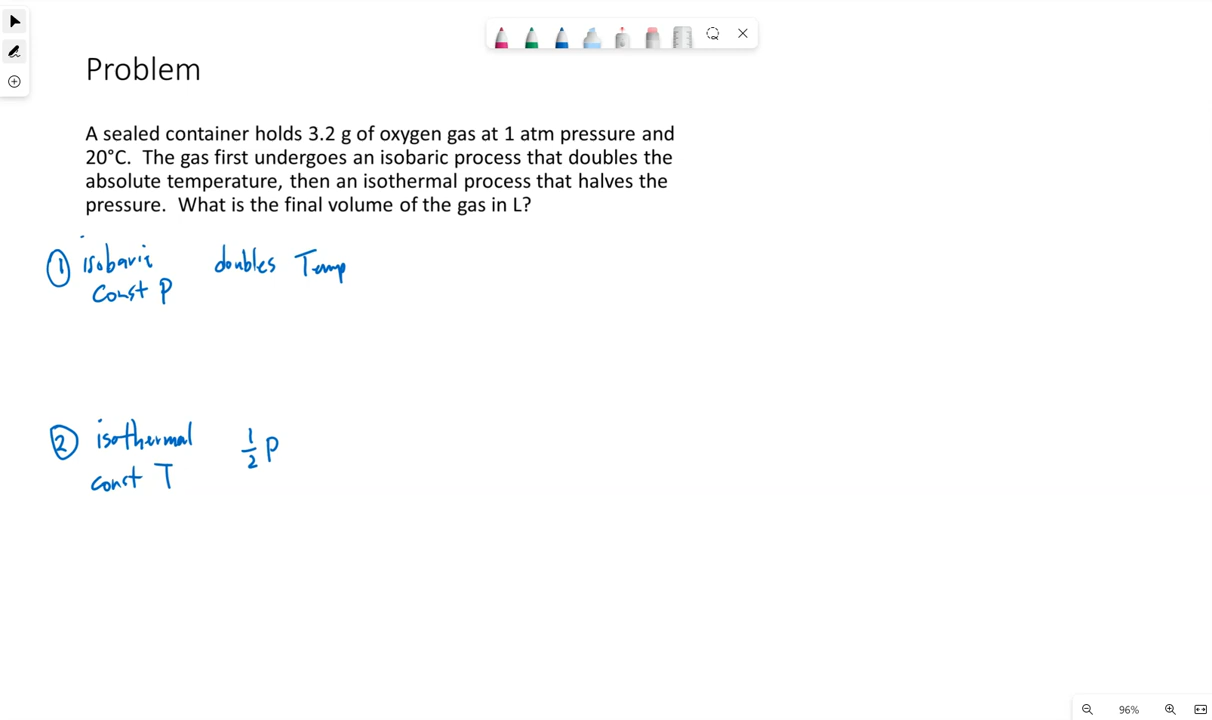 Problem
A sealed container holds 3.2 g of oxygen gas at 1 atm pressure and
20°C. The gas first undergoes an isobaric process that doubles the
absolute temperature, then an isothermal process that halves the
pressure. What is the final volume of the gas in L?
① isobaric doubles Temp
const P
② isothermal 1/2 P
const T
96%